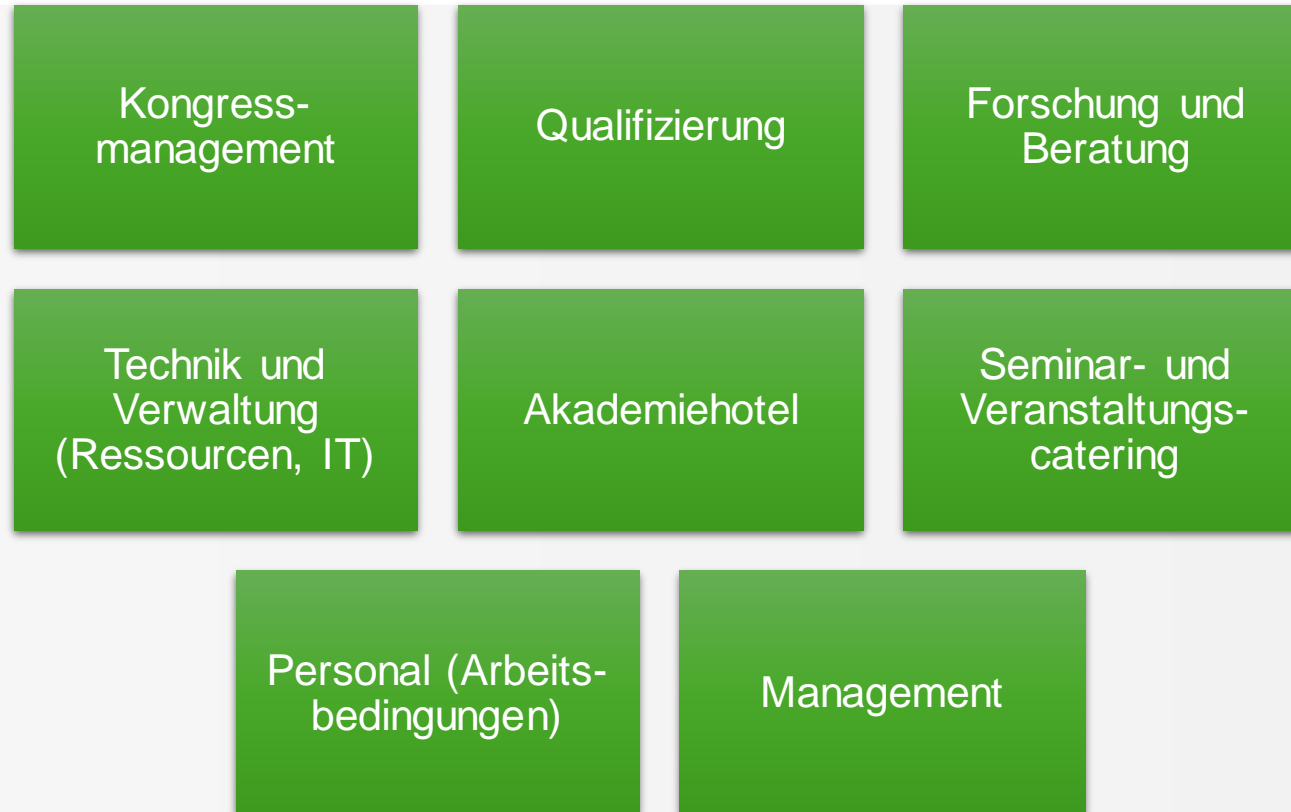 Kongress-
management
Qualifizierung
Forschung und
Beratung
Technik und
Verwaltung
(Ressourcen, IT)
Akademiehotel
Seminar- und
Veranstaltungs-
catering
Personal (Arbeits-
bedingungen)
Management